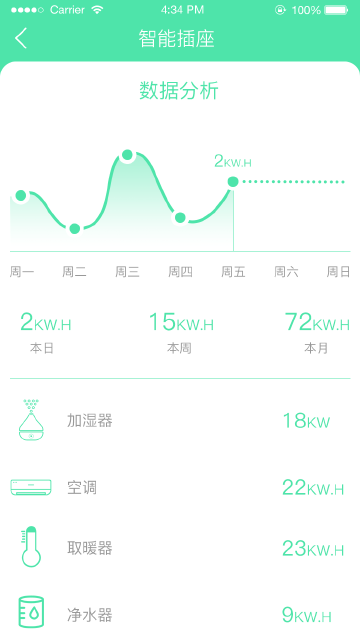 Carrier 4:34 PM 100%
智能插座
数据分析
2KW.H
周一 周二 周三 周四 周五 周六 周日
2KW.H 15KW.H 72KW.H
本日 本周 本月
加湿器 18KW
空调 22KW.H
取暖器 23KW.H
净水器 9KW.H